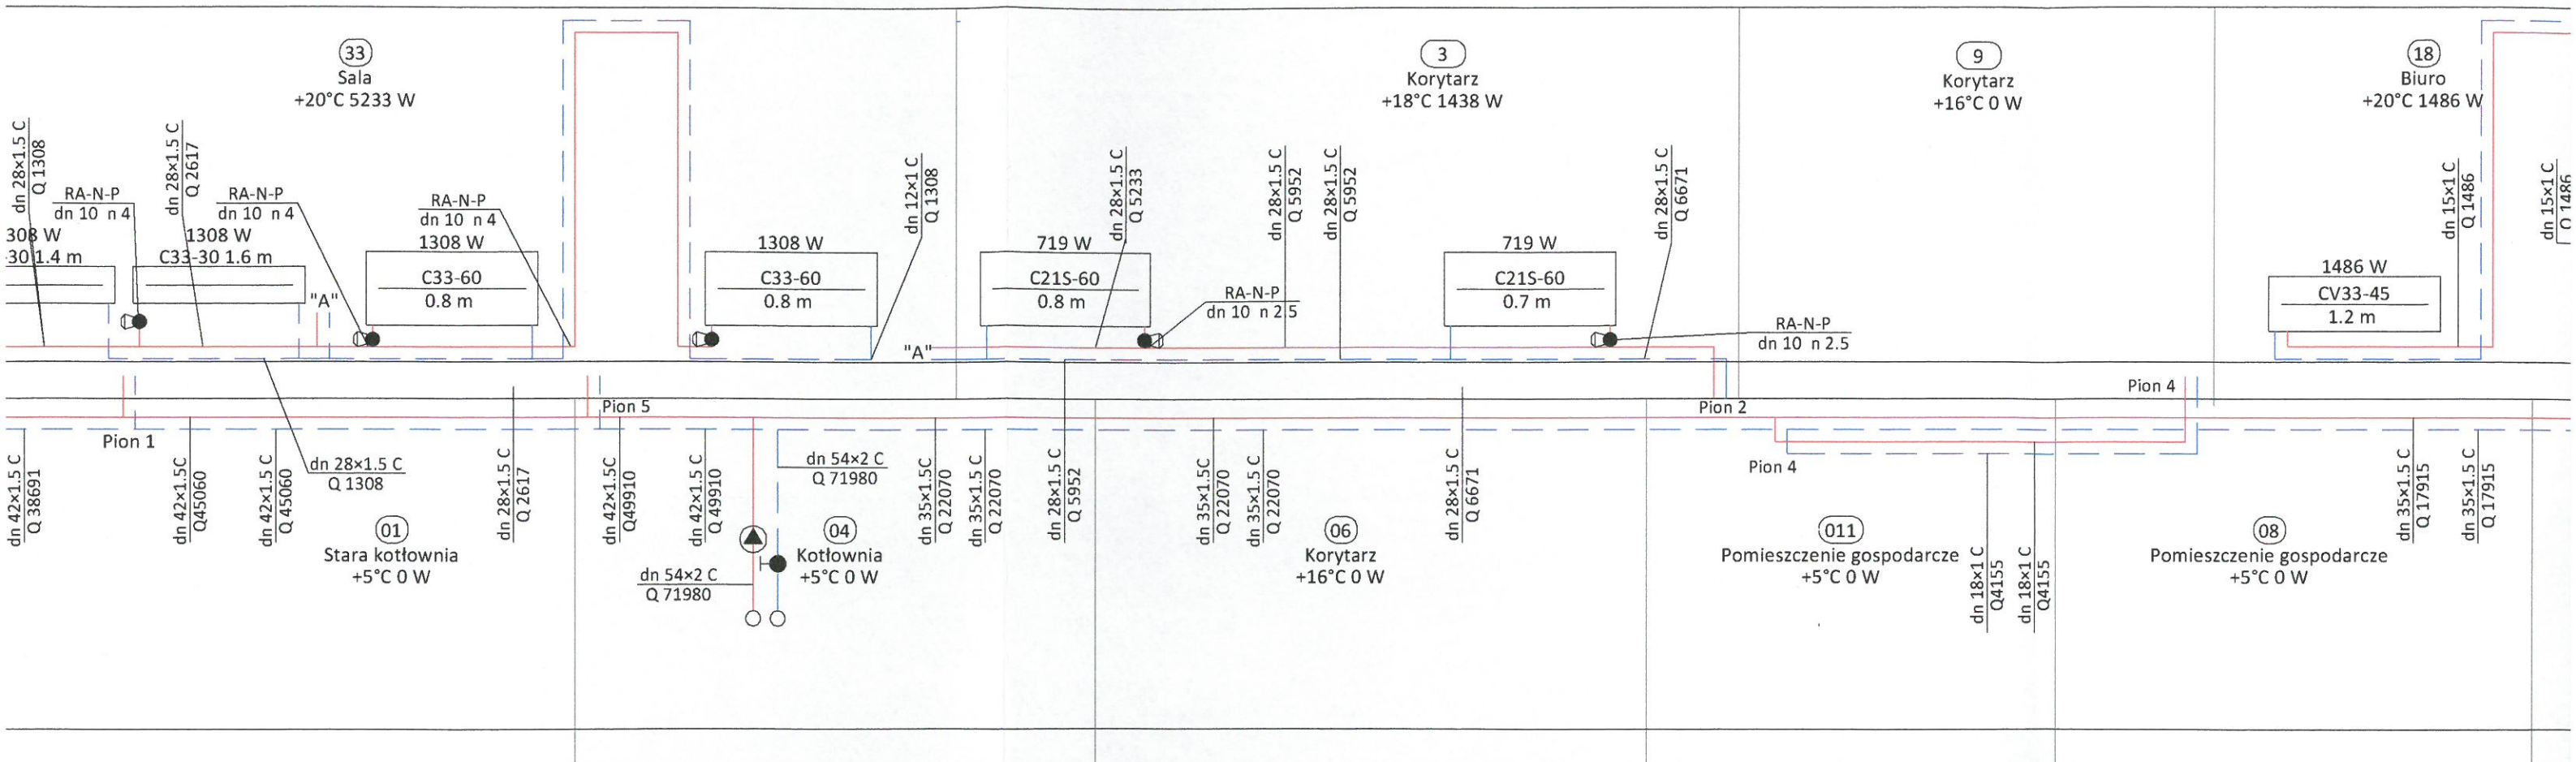 33
Sala
+20°C 5233 W
3
Korytarz
+18°C 1438 W
9
Korytarz
+16°C 0 W
18
Biuro
+20°C 1486 W
dn 28×1.5 C
Q 1308
RA-N-P
dn 10 n 4
dn 28×1.5 C
Q 2617
RA-N-P
dn 10 n 4
RA-N-P
dn 10 n 4
dn 12×1 C
Q 1308
dn 28×1.5 C
Q 5233
dn 28×1.5 C
Q 5952
dn 28×1.5 C
Q 5952
dn 28×1.5 C
Q 6671
dn 15×1 C
Q 1486
dn 15×1 C
Q 1486
308 W
-30 1.4 m
1308 W
C33-30 1.6 m
"A"
1308 W
C33-60
0.8 m
1308 W
C33-60
0.8 m
"A"
719 W
C21S-60
0.8 m
RA-N-P
dn 10 n 2.5
719 W
C21S-60
0.7 m
RA-N-P
dn 10 n 2.5
1486 W
CV33-45
1.2 m
Pion 1
Pion 5
Pion 2
Pion 4
Pion 4
dn 42×1.5 C
Q 38691
dn 42×1.5C
Q45060
dn 42×1.5 C
Q 45060
dn 28×1.5 C
Q 1308
dn 28×1.5 C
Q 2617
dn 42×1.5C
Q49910
dn 42×1.5 C
Q 49910
dn 54×2 C
Q 71980
dn 35×1.5C
Q 22070
dn 35×1.5 C
Q 22070
dn 28×1.5 C
Q 5952
dn 35×1.5C
Q 22070
dn 35×1.5 C
Q 22070
dn 28×1.5 C
Q 6671
dn 18×1 C
Q4155
dn 18×1 C
Q4155
dn 35×1.5 C
Q 17915
dn 35×1.5 C
Q 17915
01
Stara kotłownia
+5°C 0 W
dn 54×2 C
Q 71980
04
Kotłownia
+5°C 0 W
06
Korytarz
+16°C 0 W
011
Pomieszczenie gospodarcze
+5°C 0 W
08
Pomieszczenie gospodarcze
+5°C 0 W